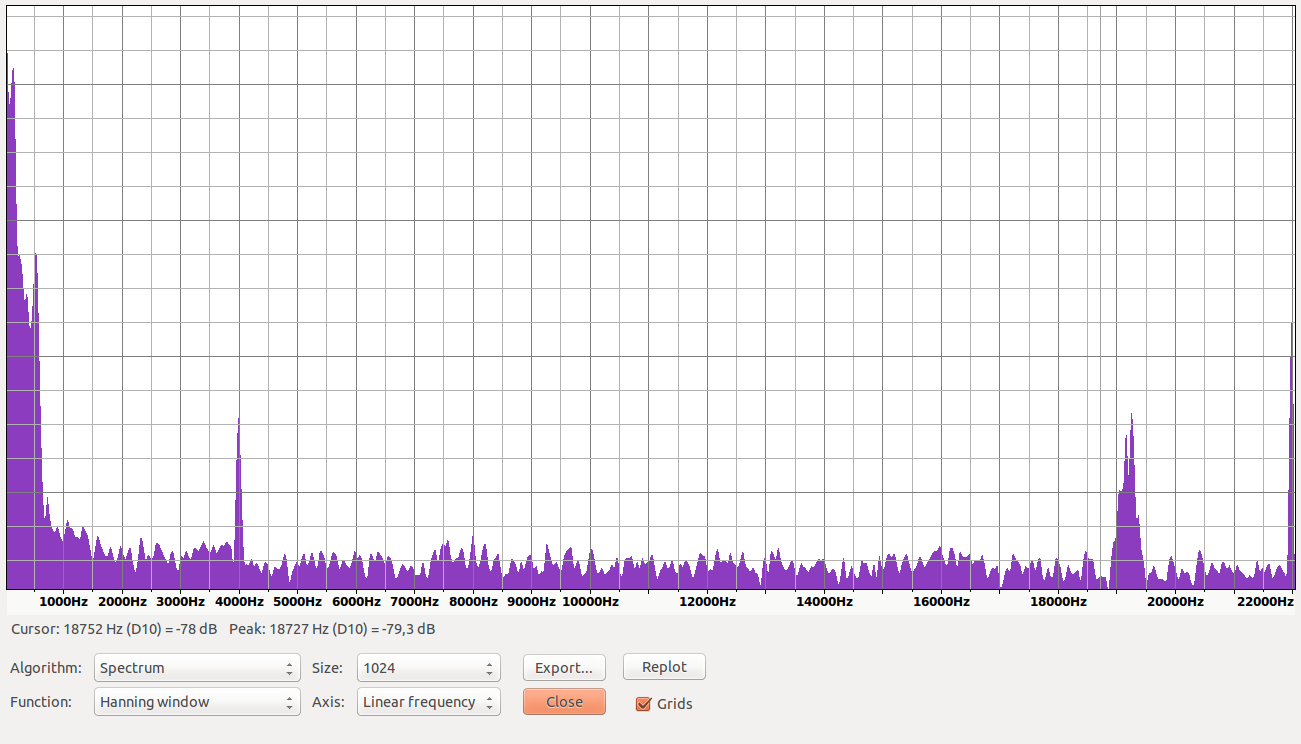 1000Hz 2000Hz 3000Hz 4000Hz 5000Hz 6000Hz 7000Hz 8000Hz 9000Hz 10000Hz 12000Hz 14000Hz 16000Hz 18000Hz 20000Hz 22000Hz
Cursor: 18752 Hz (D10) = -78 dB Peak: 18727 Hz (D10) = -79,3 dB
Algorithm: Spectrum Size: 1024 Export... Replot
Function: Hanning window Axis: Linear frequency Close Grids